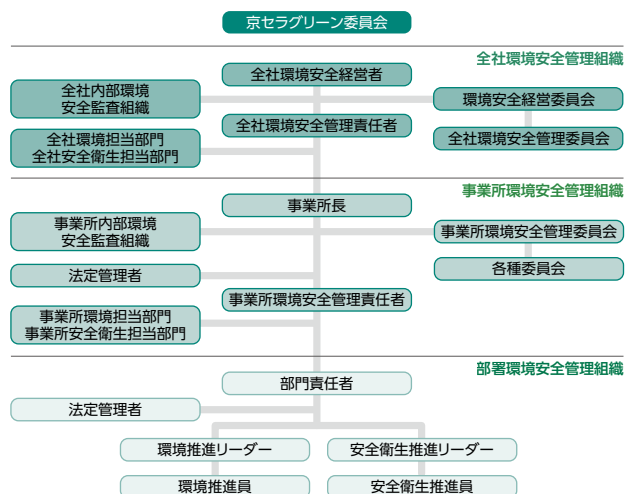 京セラグリーン委員会
全社環境安全管理組織
全社環境安全経営者
全社内部環境
安全監査組織
環境安全経営委員会
全社環境安全管理責任者
全社環境担当部門
全社安全衛生担当部門
全社環境安全管理委員会
事業所環境安全管理組織
事業所長
事業所内部環境
安全監査組織
事業所環境安全管理委員会
法定管理者
各種委員会
事業所環境安全管理責任者
事業所環境担当部門
事業所安全衛生担当部門
部署環境安全管理組織
部門責任者
法定管理者
環境推進リーダー
安全衛生推進リーダー
環境推進員
安全衛生推進員